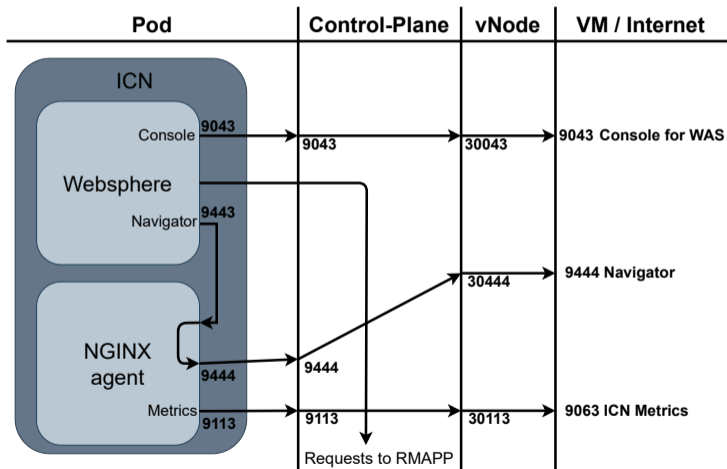 Pod Control-Plane vNode VM / Internet
ICN
Console 9043 9043 30043 9043 Console for WAS
Websphere
Navigator 9443
30444 9444 Navigator
NGINX
agent
9444 9444
Metrics 9113 9113 30113 9063 ICN Metrics
Requests to RMAPP